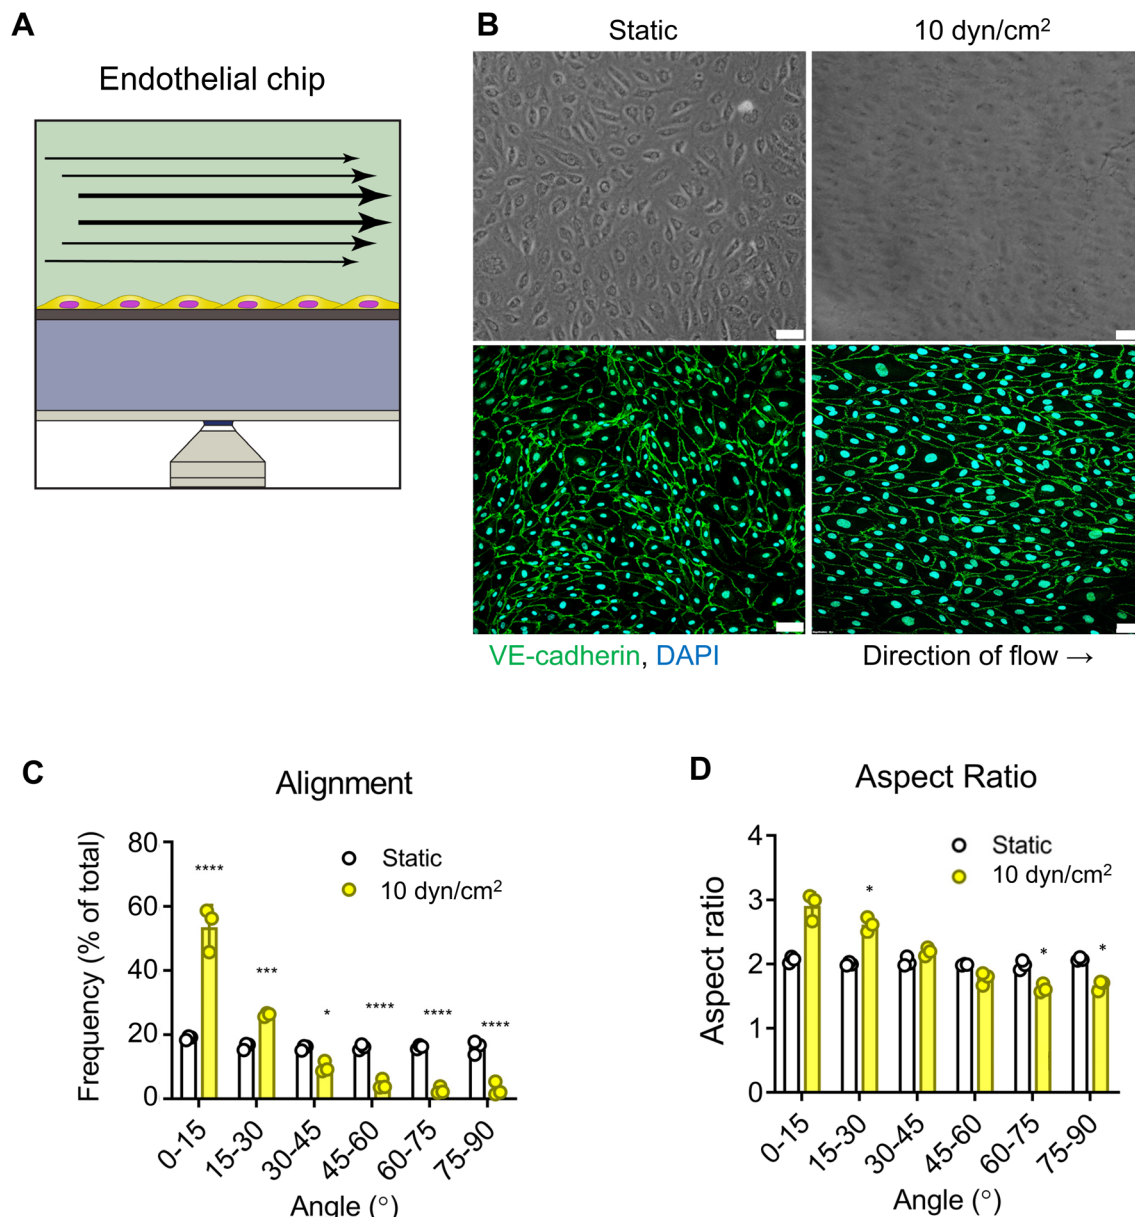 A
Endothelial chip
B
Static
10 dyn/cm²
VE-cadherin, DAPI
Direction of flow →
C
Alignment
Frequency (% of total)
80
60
40
20
0
Static
10 dyn/cm²
****
***
*
****
****
****
0-15
15-30
30-45
45-60
60-75
75-90
Angle (°)
D
Aspect Ratio
Aspect ratio
4
3
2
1
0
Static
10 dyn/cm²
*
*
*
0-15
15-30
30-45
45-60
60-75
75-90
Angle (°)